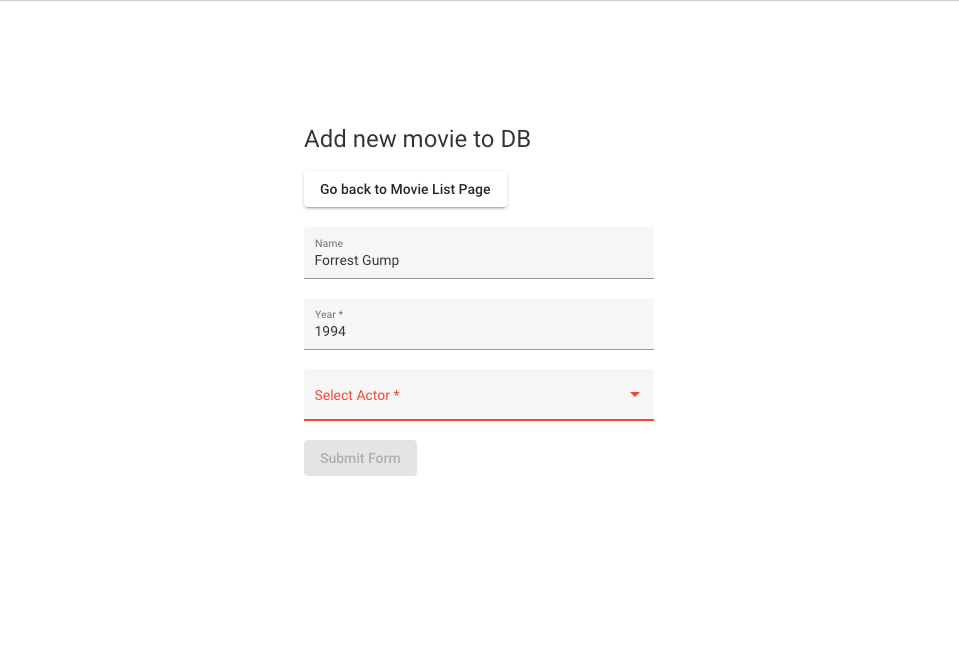 Add new movie to DB
Go back to Movie List Page
Name
Forrest Gump
Year *
1994
Select Actor *
Submit Form